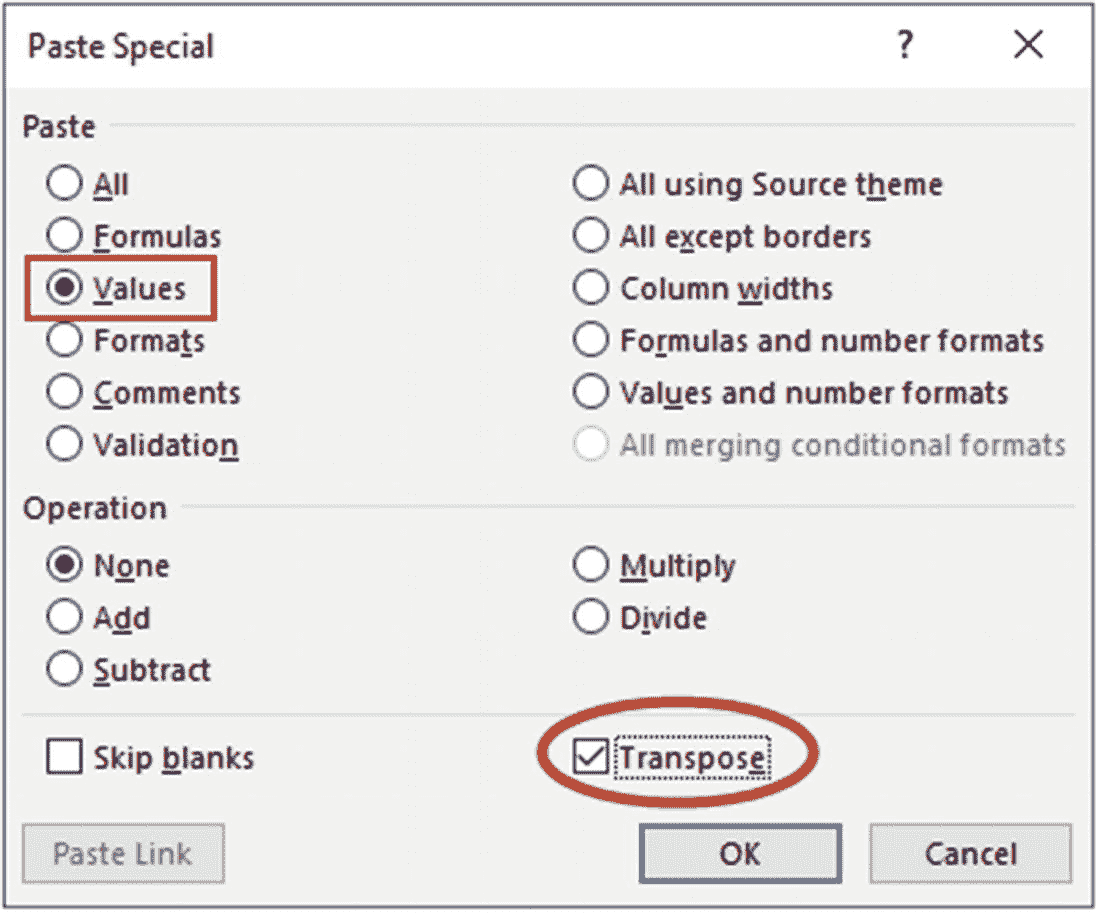 Paste Special ?
Paste
All
Formulas
Values
Formats
Comments
Validation
All using Source theme
All except borders
Column widths
Formulas and number formats
Values and number formats
All merging conditional formats
Operation
None
Add
Subtract
Multiply
Divide
Skip blanks
Transpose
Paste Link
OK
Cancel